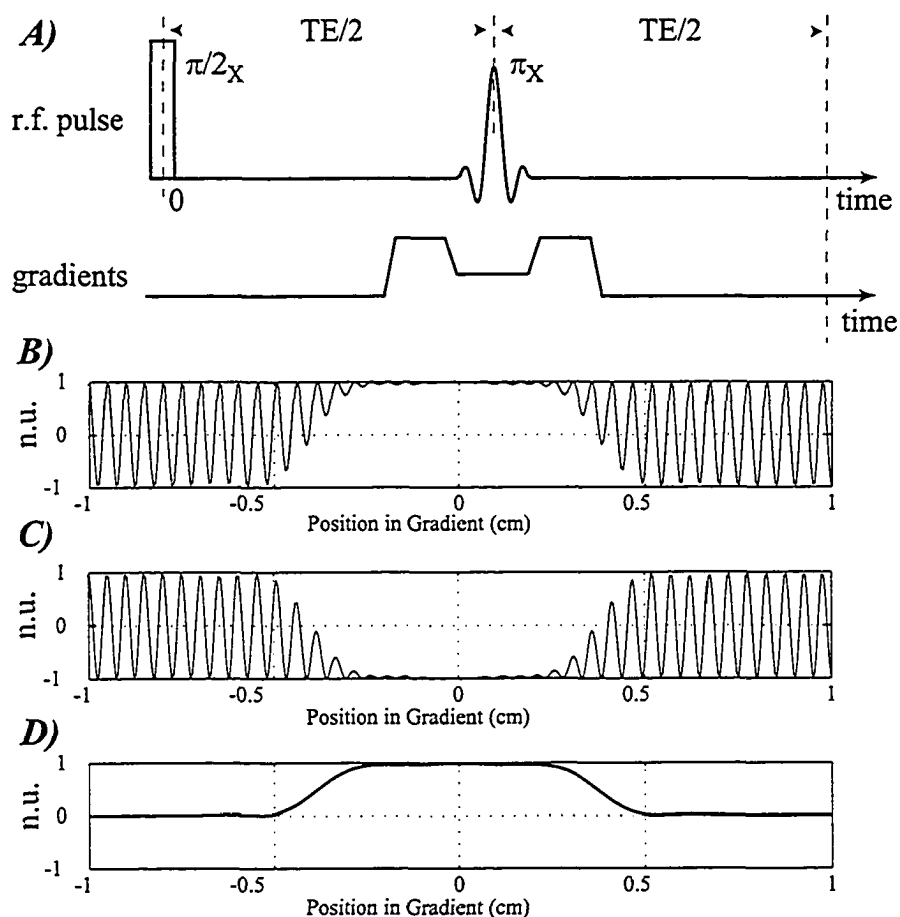 A)
TE/2 TE/2
π/2X
πX
r.f. pulse
0
time
gradients
time
B)
1
n.u.
0
-1
-1 -0.5 0 0.5 1
Position in Gradient (cm)
C)
1
n.u.
0
-1
-1 -0.5 0 0.5 1
Position in Gradient (cm)
D)
1
n.u.
0
-1
-1 -0.5 0 0.5 1
Position in Gradient (cm)